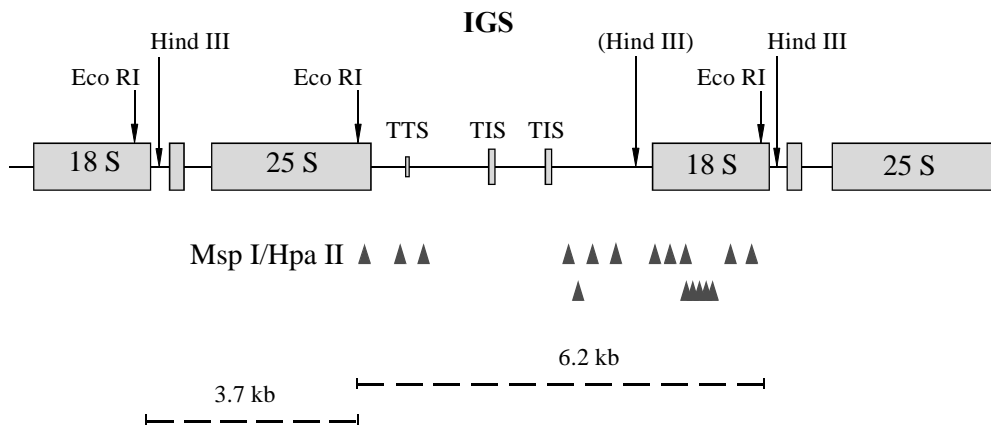 IGS
Hind III
(Hind III)
Hind III
Eco RI
Eco RI
Eco RI
TTS
TIS
TIS
18 S
25 S
18 S
25 S
Msp I/Hpa II
6.2 kb
3.7 kb